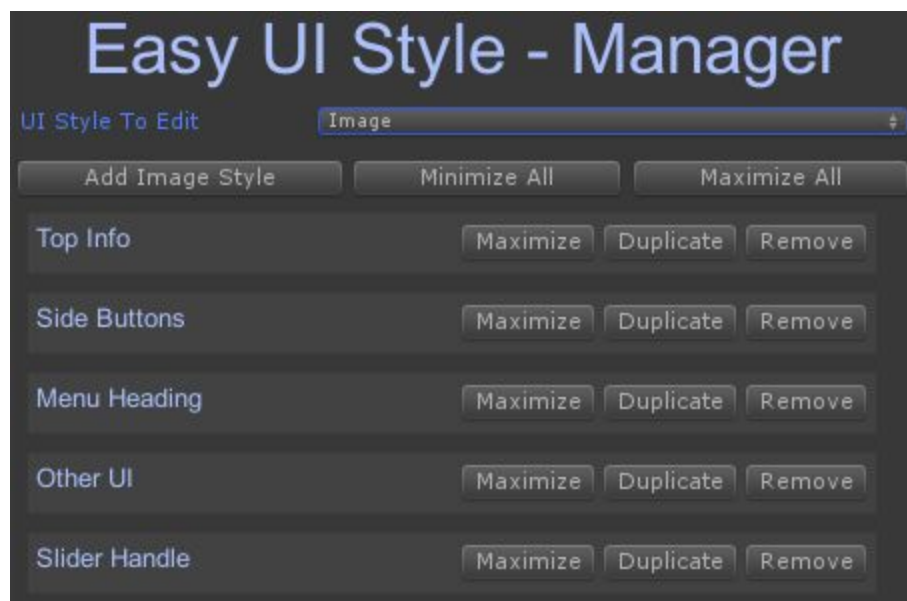 Easy UI Style - Manager
UI Style To Edit Image
Add Image Style Minimize All Maximize All
Top Info Maximize Duplicate Remove
Side Buttons Maximize Duplicate Remove
Menu Heading Maximize Duplicate Remove
Other UI Maximize Duplicate Remove
Slider Handle Maximize Duplicate Remove